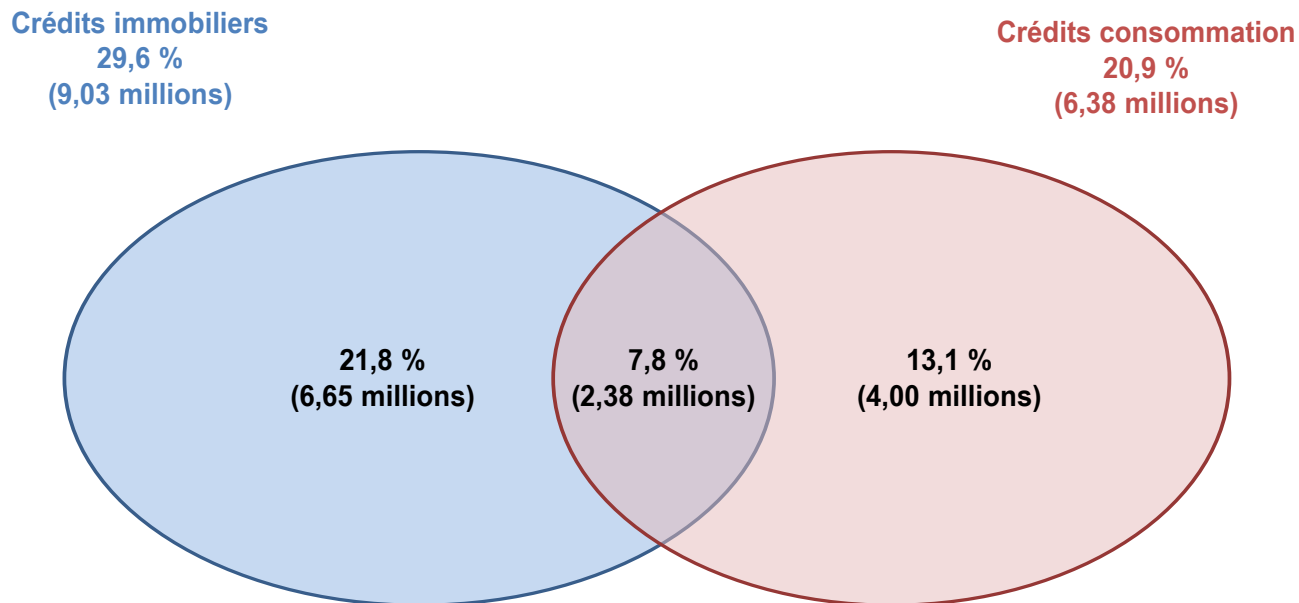 Crédits immobiliers
29,6 %
(9,03 millions)
Crédits consommation
20,9 %
(6,38 millions)
21,8 %
(6,65 millions)
7,8 %
(2,38 millions)
13,1 %
(4,00 millions)